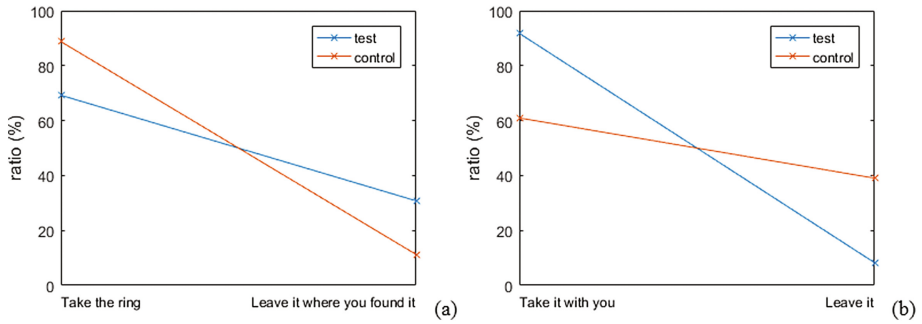 100
80
60
40
20
0
ratio (%)
test
control
Take the ring
Leave it where you found it
(a)
100
80
60
40
20
0
ratio (%)
test
control
Take it with you
Leave it
(b)